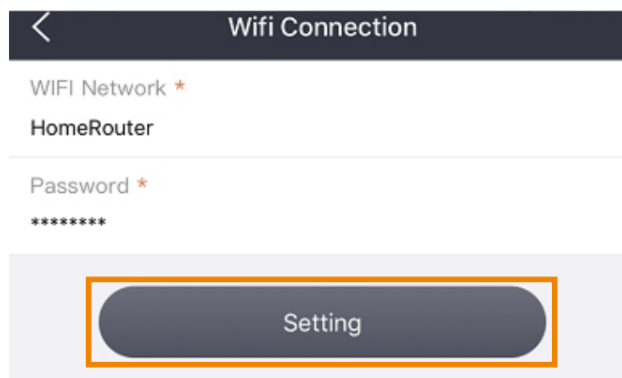 Wifi Connection
WIFI Network *
HomeRouter
Password *
********
Setting